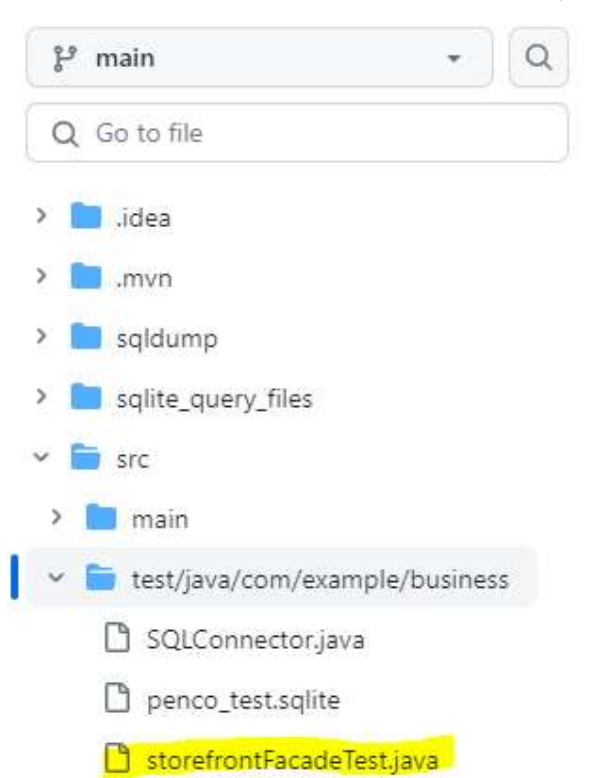 main
Go to file
.idea
.mvn
sqldump
sqlite_query_files
src
main
test/java/com/example/business
SQLConnector.java
penco_test.sqlite
storefrontFacadeTest.java